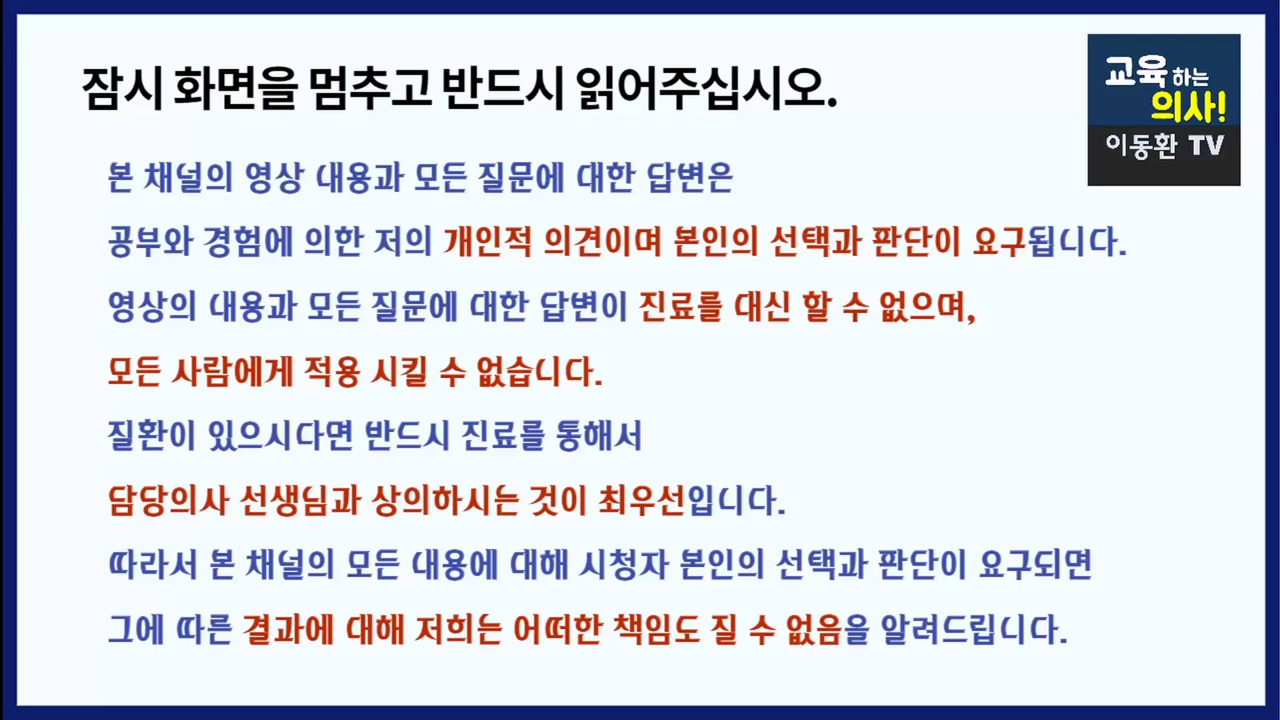 잠시 화면을 멈추고 반드시 읽어주십시오.
교육 하는
의사!
이동환 TV
본 채널의 영상 내용과 모든 질문에 대한 답변은
공부와 경험에 의한 저의 개인적 의견이며 본인의 선택과 판단이 요구됩니다.
영상의 내용과 모든 질문에 대한 답변이 진료를 대신 할 수 없으며,
모든 사람에게 적용 시킬 수 없습니다.
질환이 있으시다면 반드시 진료를 통해서
담당의사 선생님과 상의하시는 것이 최우선입니다.
따라서 본 채널의 모든 내용에 대해 시청자 본인의 선택과 판단이 요구되면
그에 따른 결과에 대해 저희는 어떠한 책임도 질 수 없음을 알려드립니다.